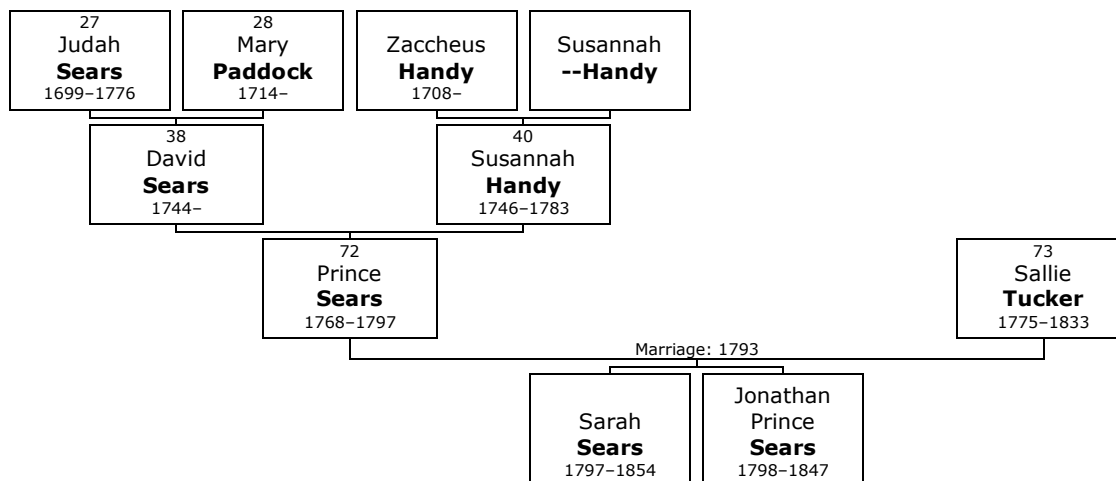 27
Judah
Sears
1699–1776
28
Mary
Paddock
1714–
Zaccheus
Handy
1708–
Susannah
--Handy
38
David
Sears
1744–
40
Susannah
Handy
1746–1783
72
Prince
Sears
1768–1797
73
Sallie
Tucker
1775–1833
Marriage: 1793
Sarah
Sears
1797–1854
Jonathan
Prince
Sears
1798–1847